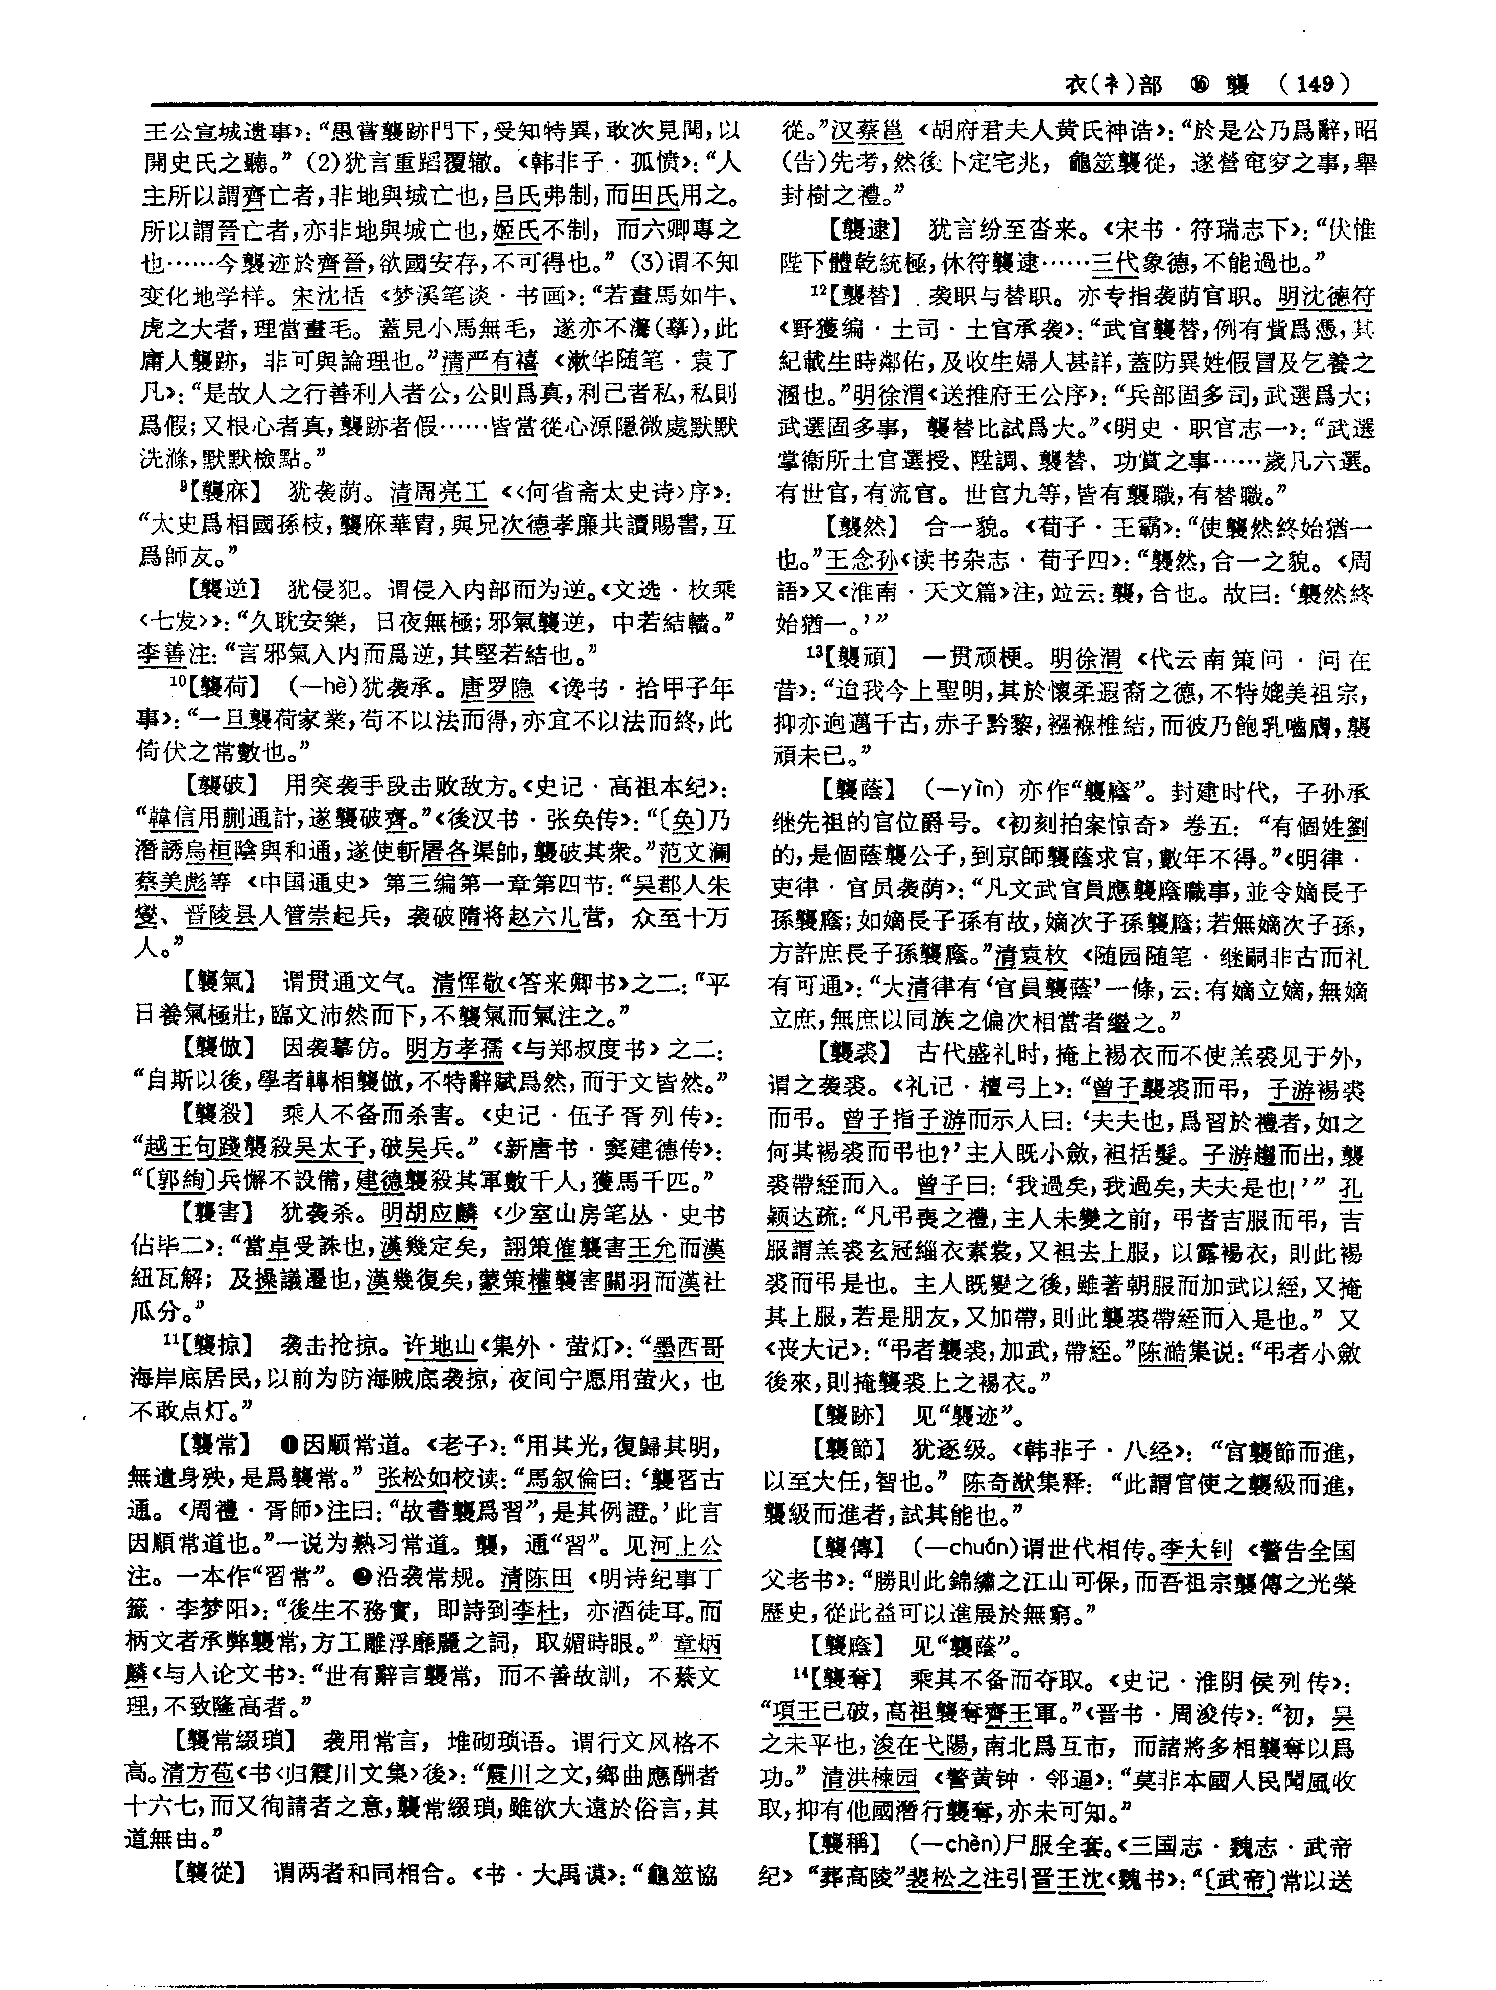 衣(衤)部　⑯　襲　(149)
王公宣城遗事》：“愚嘗襲跡門下，受知特異，敢次見聞，以
聞史氏之聽。”(2)犹言重蹈覆辙。《韩非子·孤愤》：“人
主所以謂齊亡者，非地與城亡也，吕氏弗制，而田氏用之。
所以謂晉亡者，亦非地與城亡也，姬氏不制，而六卿專之
也……今襲迹於齊晉，欲國安存，不可得也。”(3)谓不知
变化地学样。宋沈括《梦溪笔谈·书画》：“若畫馬如牛、
虎之大者，理當畫毛。蓋見小馬無毛，遂亦不㩖(摹)，此
庸人襲跡，非可與論理也。”清严有禧《漱华随笔·袁了
凡》：“是故人之行善利人者公，公則爲真，利己者私，私則
爲假；又根心者真，襲跡者假……皆當從心源隱微處默默
洗滌，默默檢點。”
9【襲庥】　犹袭荫。清周亮工《〈何省斋太史诗〉序》：
“太史爲相國孫枝，襲庥華胄，與兄次德孝廉共讀賜書，互
爲師友。”
【襲逆】　犹侵犯。谓侵入内部而为逆。《文选·枚乘
〈七发〉》：“久耽安樂，日夜無極；邪氣襲逆，中若結轖。”
李善注：“言邪氣入内而爲逆，其堅若結也。”
10【襲荷】　(—hè)犹袭承。唐罗隐《谗书·拾甲子年
事》：“一旦襲荷家業，苟不以法而得，亦宜不以法而終，此
倚伏之常數也。”
【襲破】　用突袭手段击败敌方。《史记·高祖本纪》：
“韓信用蒯通計，遂襲破齊。”《後汉书·张奂传》：“〔奂〕乃
潛誘烏桓陰與和通，遂使斬屠各渠帥，襲破其衆。”范文澜
蔡美彪等《中国通史》第三编第一章第四节：“吴郡人朱
燮、晋陵县人管崇起兵，袭破隋将赵六儿营，众至十万
人。”
【襲氣】　谓贯通文气。清恽敬《答来卿书》之二：“平
日養氣極壯，臨文沛然而下，不襲氣而氣注之。”
【襲倣】　因袭摹仿。明方孝孺《与郑叔度书》之二：
“自斯以後，學者轉相襲倣，不特辭賦爲然，而于文皆然。”
【襲殺】　乘人不备而杀害。《史记·伍子胥列传》：
“越王句踐襲殺吴太子，破吴兵。”《新唐书·窦建德传》：
“〔郭絢〕兵懈不設備，建德襲殺其軍數千人，獲馬千匹。”
【襲害】　犹袭杀。明胡应麟《少室山房笔丛·史书
佔毕二》：“當卓受誅也，漢幾定矣，詡策催襲害王允而漢
紐瓦解；及操議遷也，漢幾復矣，蒙策權襲害關羽而漢社
瓜分。”
11【襲掠】　袭击抢掠。许地山《集外·萤灯》：“墨西哥
海岸底居民，以前为防海贼底袭掠，夜间宁愿用萤火，也
不敢点灯。”
【襲常】　❶因顺常道。《老子》：“用其光，復歸其明，
無遺身殃，是爲襲常。”张松如校读：“馬叙倫曰：‘襲習古
通。《周禮·胥師》注曰：“故書襲爲習”，是其例證。’此言
因順常道也。”一说为熟习常道。襲，通“習”。见河上公
注。一本作“習常”。❷沿袭常规。清陈田《明诗纪事丁
籤·李梦阳》：“後生不務實，即詩到李杜，亦酒徒耳。而
柄文者承弊襲常，方工雕浮靡麗之詞，取媚時眼。”章炳
麟《与人论文书》：“世有辭言襲常，而不善故訓，不綦文
理，不致隆高者。”
【襲常綴瑣】　袭用常言，堆砌琐语。谓行文风格不
高。清方苞《书〈归震川文集〉後》：“震川之文，鄉曲應酬者
十六七，而又徇請者之意，襲常綴瑣，雖欲大遠於俗言，其
道無由。”
【襲從】　谓两者和同相合。《书·大禹谟》：“龜筮協
從。”汉蔡邕《胡府君夫人黄氏神诰》：“於是公乃爲辭，昭
(告)先考，然後卜定宅兆，龜筮襲從，遂營窀穸之事，舉
封樹之禮。”
【襲逮】　犹言纷至沓来。《宋书·符瑞志下》：“伏惟
陛下體乾統極，休符襲逮……三代象德，不能過也。”
12【襲替】　袭职与替职。亦专指袭荫官职。明沈德符
《野獲编·土司·土官承袭》：“武官襲替，例有貲爲憑，其
紀載生時鄰佑，及收生婦人甚詳，蓋防異姓假冒及乞養之
溷也。”明徐渭《送推府王公序》：“兵部固多司，武選爲大；
武選固多事，襲替比試爲大。”《明史·职官志一》：“武選
掌衞所土官選授、陞調、襲替、功賞之事……歲凡六選。
有世官，有流官。世官九等，皆有襲職，有替職。”
【襲然】　合一貌。《荀子·王霸》：“使襲然終始猶一
也。”王念孙《读书杂志·荀子四》：“襲然，合一之貌。《周
語》又《淮南·天文篇》注，竝云：襲，合也。故曰：‘襲然終
始猶一。’”
13【襲頑】　一贯顽梗。明徐渭《代云南策问·问在
昔》：“迨我今上聖明，其於懷柔遐裔之德，不特媲美祖宗，
抑亦逈邁千古，赤子黔黎，襁褓椎結，而彼乃飽乳嚙膺，襲
頑未已。”
【襲蔭】　(—yìn)亦作“襲廕”。封建时代，子孙承
继先祖的官位爵号。《初刻拍案惊奇》卷五：“有個姓劉
的，是個蔭襲公子，到京師襲蔭求官，數年不得。”《明律·
吏律·官员袭荫》：“凡文武官員應襲廕職事，並令嫡長子
孫襲廕；如嫡長子孫有故，嫡次子孫襲廕；若無嫡次子孫，
方許庶長子孫襲廕。”清袁枚《随园随笔·继嗣非古而礼
有可通》：“大清律有‘官員襲蔭’一條，云：有嫡立嫡，無嫡
立庶，無庶以同族之倫次相當者繼之。”
【襲裘】　古代盛礼时，掩上裼衣而不使羔裘见于外，
谓之袭裘。《礼记·檀弓上》：“曾子襲裘而弔，子游裼裘
而弔。曾子指子游而示人曰：‘夫夫也，爲習於禮者，如之
何其裼裘而弔也？’主人既小斂，袒括髮。子游趨而出，襲
裘帶絰而入。曾子曰：‘我過矣，我過矣，夫夫是也！’”孔
颖达疏：“凡弔喪之禮，主人未變之前，弔者吉服而弔，吉
服謂羔裘玄冠緇衣素裳，又袒去上服，以露裼衣，則此裼
裘而弔是也。主人既變之後，雖著朝服而加武以絰，又掩
其上服，若是朋友，又加帶，則此襲裘帶絰而入是也。”又
《丧大记》：“弔者襲裘，加武，帶絰。”陈澔集说：“弔者小斂
後來，則掩襲裘上之裼衣。”
【襲跡】　见“襲迹”。
【襲節】　犹逐级。《韩非子·八经》：“官襲節而進，
以至大任，智也。”陈奇猷集释：“此謂官使之襲級而進，
襲級而進者，試其能也。”
【襲傳】　(—chuán)谓世代相传。李大钊《警告全国
父老书》：“勝則此錦繡之江山可保，而吾祖宗襲傳之光榮
歷史，從此益可以進展於無窮。”
【襲廕】　见“襲蔭”。
14【襲奪】　乘其不备而夺取。《史记·淮阴侯列传》：
“項王已破，高祖襲奪齊王軍。”《晋书·周浚传》：“初，吴
之未平也，浚在弋陽，南北爲互市，而諸將多相襲奪以爲
功。”清洪楝园《警黄钟·邻逼》：“莫非本國人民聞風收
取，抑有他國潛行襲奪，亦未可知。”
【襲稱】　(—chèn)尸服全套。《三国志·魏志·武帝
纪》“葬高陵”裴松之注引晋王沈《魏书》：“〔武帝〕常以送